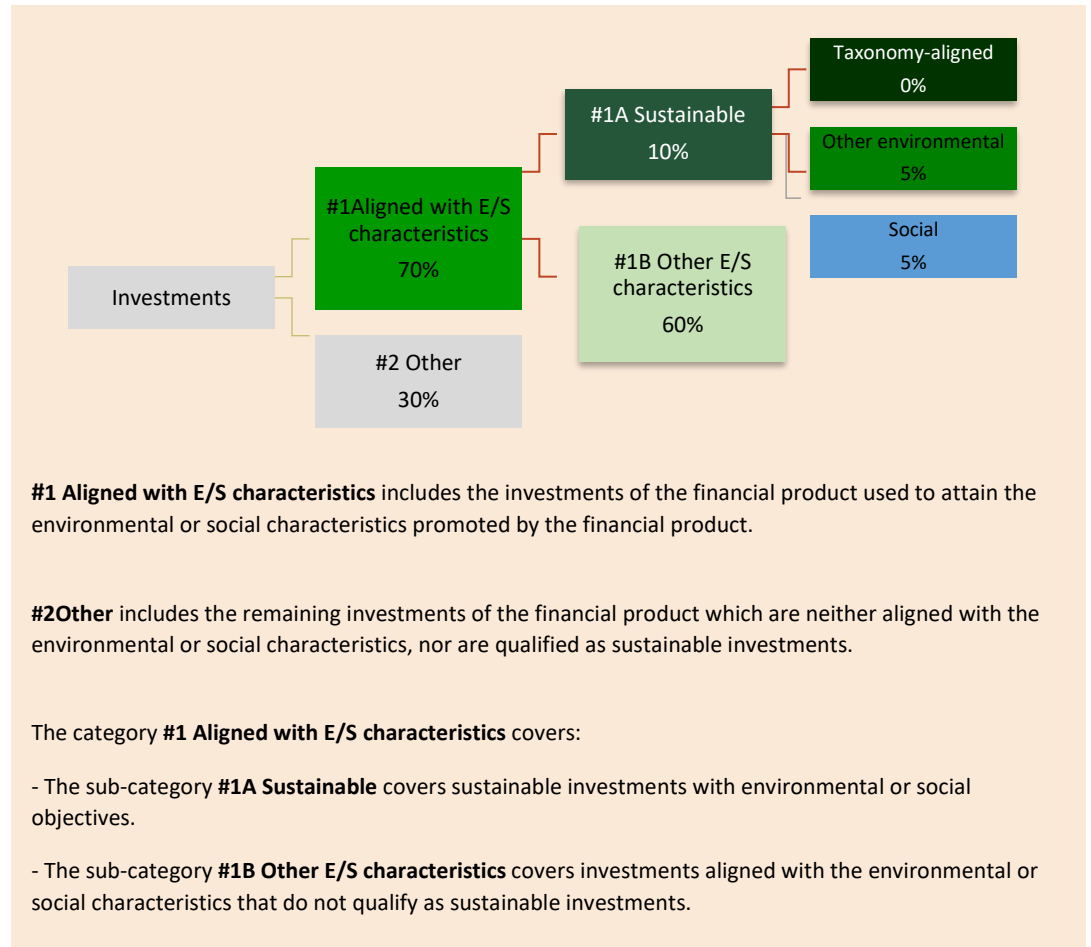 Taxonomy-aligned
0%
#1A Sustainable
10%
Other environmental
5%
#1Aligned with E/S
characteristics
70%
Social
5%
#1B Other E/S
characteristics
60%
Investments
#2 Other
30%
#1 Aligned with E/S characteristics includes the investments of the financial product used to attain the
environmental or social characteristics promoted by the financial product.
#2Other includes the remaining investments of the financial product which are neither aligned with the
environmental or social characteristics, nor are qualified as sustainable investments.
The category #1 Aligned with E/S characteristics covers:
- The sub-category #1A Sustainable covers sustainable investments with environmental or social
objectives.
- The sub-category #1B Other E/S characteristics covers investments aligned with the environmental or
social characteristics that do not qualify as sustainable investments.